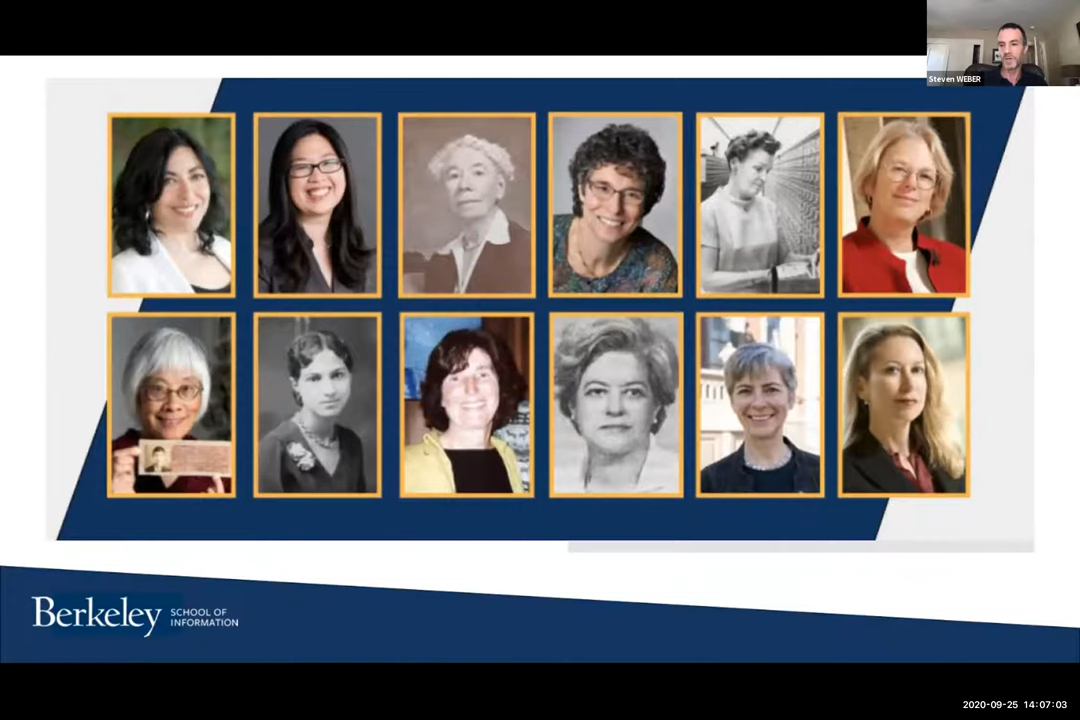 Steven WEBER
Berkeley
SCHOOL OF
INFORMATION
2020-09-25 14:07:03